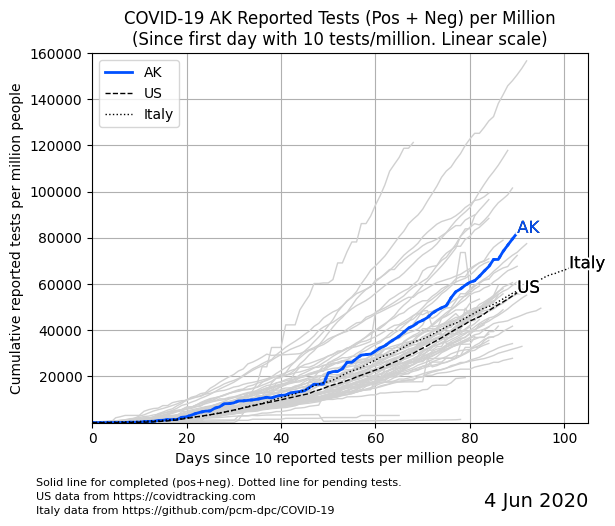 COVID-19 AK Reported Tests (Pos + Neg) per Million
(Since first day with 10 tests/million. Linear scale)
160000
140000
120000
100000
80000
60000
40000
20000
Cumulative reported tests per million people
AK
US
Italy
AK
Italy
US
0 20 40 60 80 100
Days since 10 reported tests per million people
Solid line for completed (pos+neg). Dotted line for pending tests.
US data from https://covidtracking.com
Italy data from https://github.com/pcm-dpc/COVID-19
4 Jun 2020